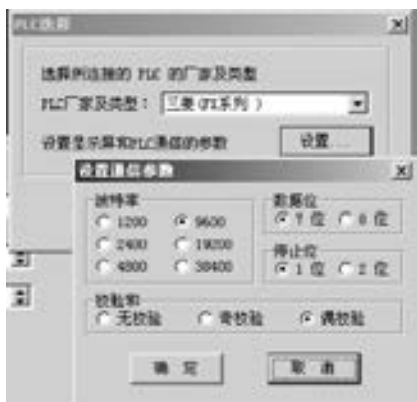 PLC选择
选择所连接的 PLC 的厂家及类型
PLC厂家及类型： 三菱(FX系列 )
设置显示屏和PLC通信的参数 设置...
设置通信参数
波特率
1200 9600
2400 19200
4800 38400
数据位
7 位 8 位
停止位
1 位 2 位
校验和
无校验 奇校验 偶校验
确 定 取 消